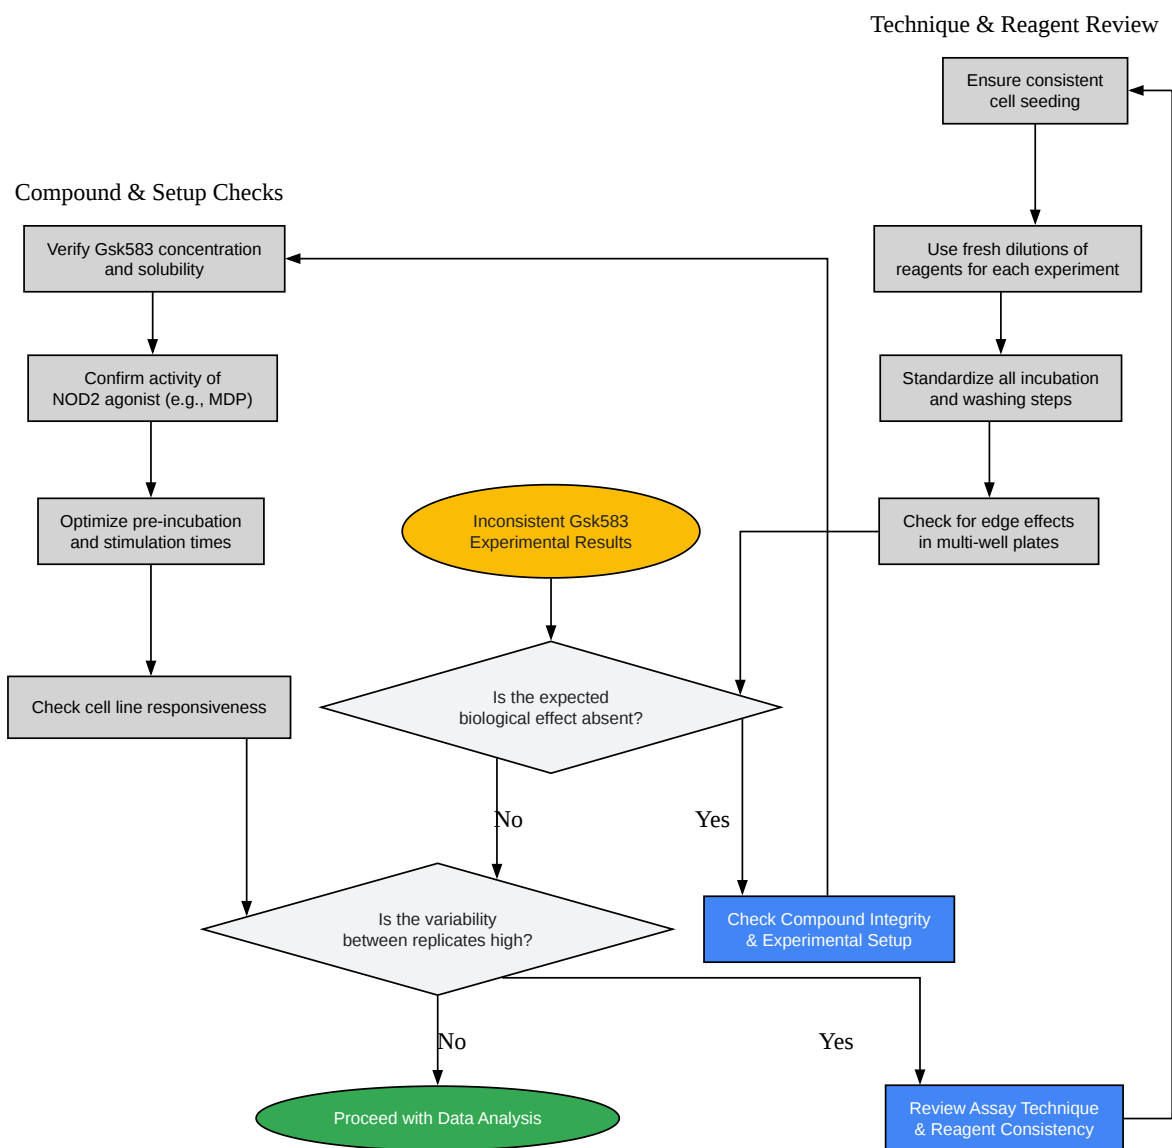 Technique & Reagent Review
Ensure consistent
cell seeding
Compound & Setup Checks
Verify Gsk583 concentration
and solubility
Use fresh dilutions of
reagents for each experiment
Confirm activity of
NOD2 agonist (e.g., MDP)
Standardize all incubation
and washing steps
Optimize pre-incubation
and stimulation times
Inconsistent Gsk583
Experimental Results
Check for edge effects
in multi-well plates
Check cell line responsiveness
Is the expected
biological effect absent?
No
Yes
Is the variability
between replicates high?
Check Compound Integrity
& Experimental Setup
No
Yes
Proceed with Data Analysis
Review Assay Technique
& Reagent Consistency